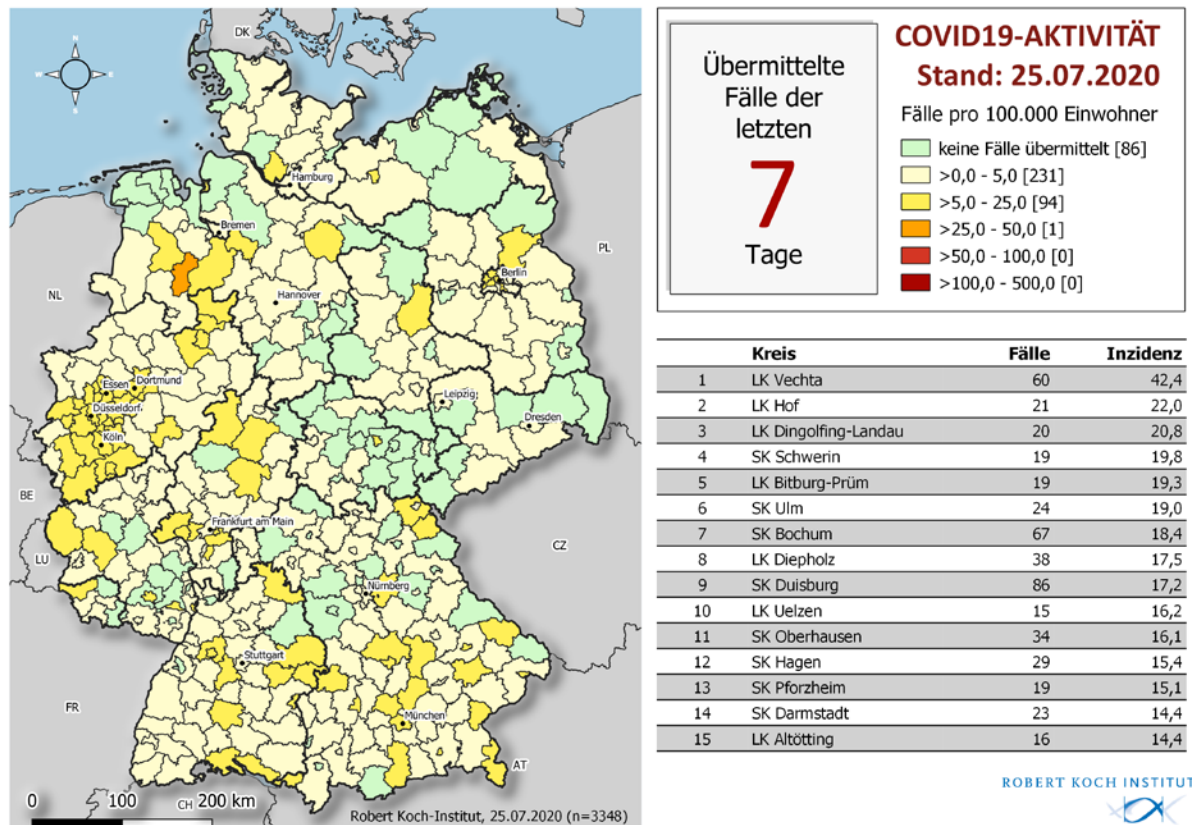 DK
N
W E
S
Hamburg
Bremen
PL
Berlin
NL
Hannover
Essen Dortmund
Düsseldorf
Leipzig
Dresden
Köln
BE
Frankfurt am Main
LU
CZ
Nürnberg
Stuttgart
FR
München
AT
CH
0 100 200 km
Robert Koch-Institut, 25.07.2020 (n=3348)
Übermittelte
Fälle der
letzten
7
Tage
COVID19-AKTIVITÄT
Stand: 25.07.2020
Fälle pro 100.000 Einwohner
keine Fälle übermittelt [86]
>0,0 - 5,0 [231]
>5,0 - 25,0 [94]
>25,0 - 50,0 [1]
>50,0 - 100,0 [0]
>100,0 - 500,0 [0]
Kreis Fälle Inzidenz
1 LK Vechta 60 42,4
2 LK Hof 21 22,0
3 LK Dingolfing-Landau 20 20,8
4 SK Schwerin 19 19,8
5 LK Bitburg-Prüm 19 19,3
6 SK Ulm 24 19,0
7 SK Bochum 67 18,4
8 LK Diepholz 38 17,5
9 SK Duisburg 86 17,2
10 LK Uelzen 15 16,2
11 SK Oberhausen 34 16,1
12 SK Hagen 29 15,4
13 SK Pforzheim 19 15,1
14 SK Darmstadt 23 14,4
15 LK Altötting 16 14,4
ROBERT KOCH INSTITUT